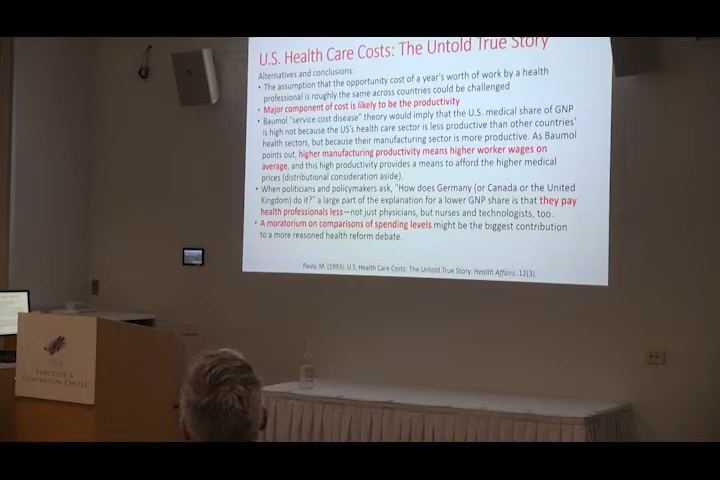 U.S. Health Care Costs: The Untold True Story
Alternatives and conclusions:
• The assumption that the opportunity cost of a year's worth of work by a health
professional is roughly the same across countries could be challenged
• Major component of cost is likely to be the productivity
• Baumol "service cost disease" theory would imply that the U.S. medical share of GNP
is high not because the US's health care sector is less productive than other countries'
health sectors, but because their manufacturing sector is more productive. As Baumol
points out, higher manufacturing productivity means higher worker wages on
average, and this high productivity provides a means to afford the higher medical
prices (distributional consideration aside).
• When politicians and policymakers ask, "How does Germany (or Canada or the United
Kingdom) do it?" a large part of the explanation for a lower GNP share is that they pay
health professionals less—not just physicians, but nurses and technologists, too.
• A moratorium on comparisons of spending levels might be the biggest contribution
to a more reasoned health reform debate.
Pauly, M. (1993). U.S. Health Care Costs: The Untold True Story. Health Affairs. 12(3).
FUNCTION &
CONVENTION CENTRE